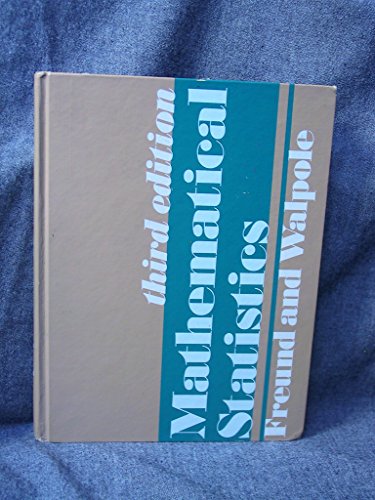 third edition
Mathematical
Statistics
Freund and Walpole